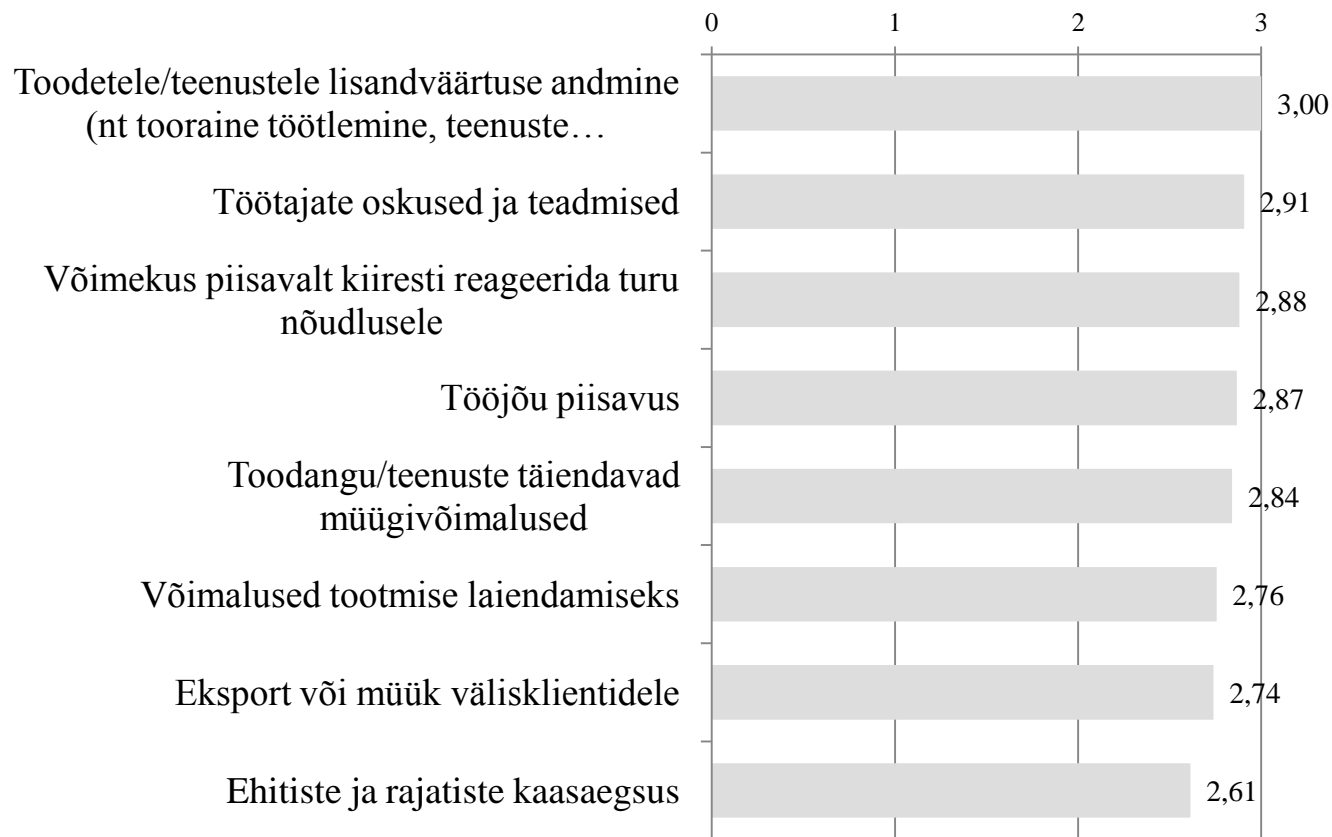 0 1 2 3
Toodetele/teenustele lisandväärtuse andmine
(nt tooraine töötlemine, teenuste…
3,00
Töötajate oskused ja teadmised
2,91
Võimekus piisavalt kiiresti reageerida turu
nõudlusele
2,88
Tööjõu piisavus
2,87
Toodangu/teenuste täiendavad
müügivõimalused
2,84
Võimalused tootmise laiendamiseks
2,76
Eksport või müük välisklientidele
2,74
Ehitiste ja rajatiste kaasaegsus
2,61